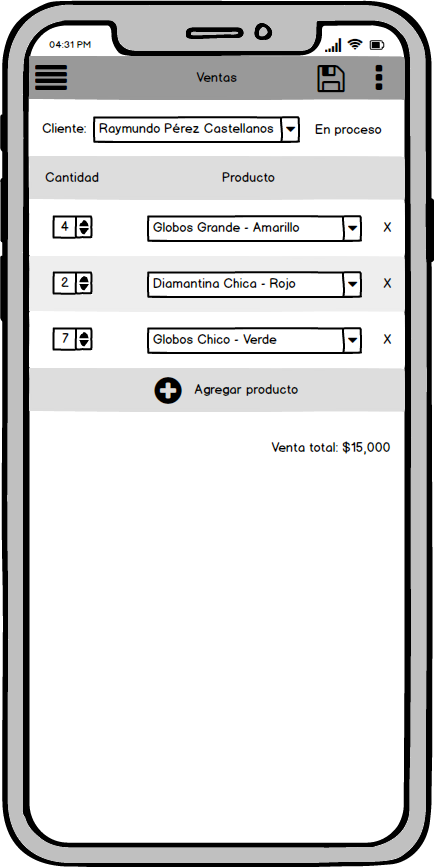 04:31 PM
Ventas
Cliente: Raymundo Pérez Castellanos En proceso
Cantidad Producto
4 Globos Grande - Amarillo X
2 Diamantina Chica - Rojo X
7 Globos Chico - Verde X
Agregar producto
Venta total: $15,000